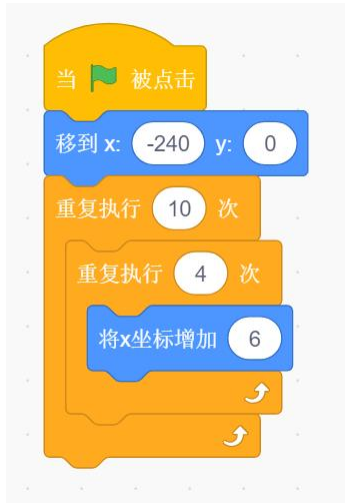 当 被点击
移到 x: -240 y: 0
重复执行 10 次
重复执行 4 次
将x坐标增加 6